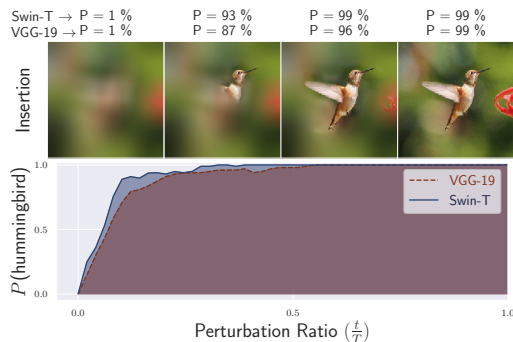 Swin-T → P = 1 % P = 93 % P = 99 % P = 99 %
VGG-19 → P = 1 % P = 87 % P = 96 % P = 99 %
Insertion
1.0
0.5
0.0
P(hummingbird)
VGG-19
Swin-T
0.0 0.5 1.0
Perturbation Ratio (t/T)